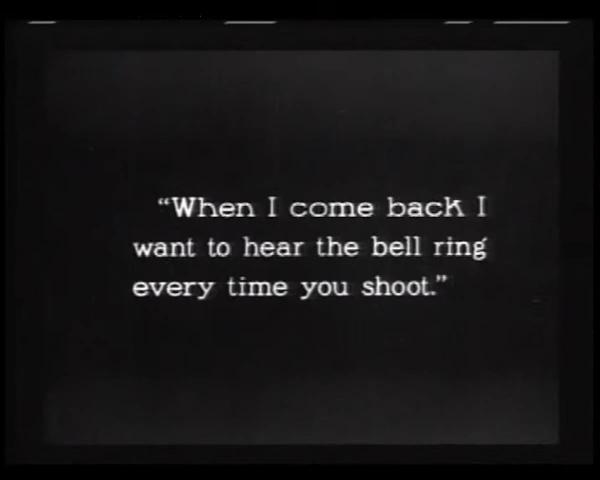 “When I come back I
want to hear the bell ring
every time you shoot.”